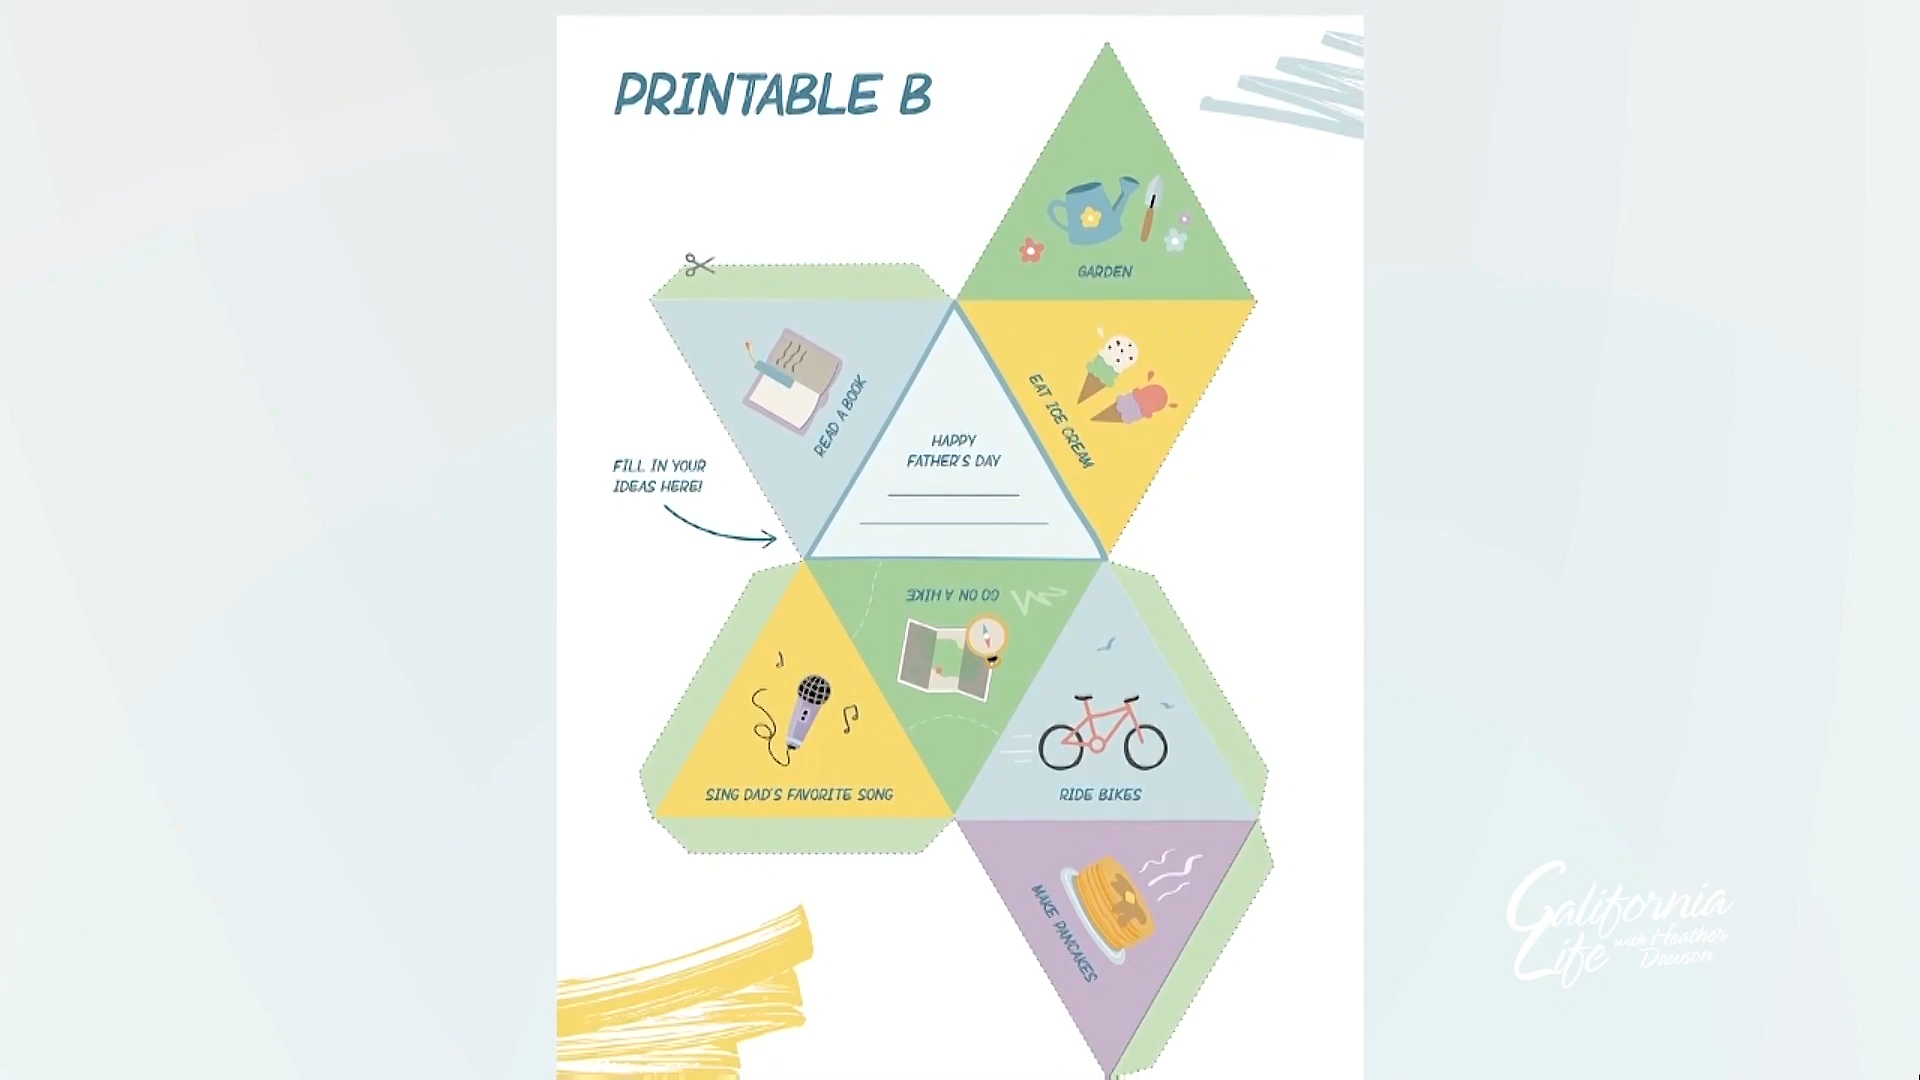 PRINTABLE B
GARDEN
READ A BOOK
EAT ICE CREAM
HAPPY
FATHER'S DAY
FILL IN YOUR
IDEAS HERE!
GO ON A HIKE
SING DAD'S FAVORITE SONG
RIDE BIKES
MAKE PANCAKES
California
Life with Heather
Dawson